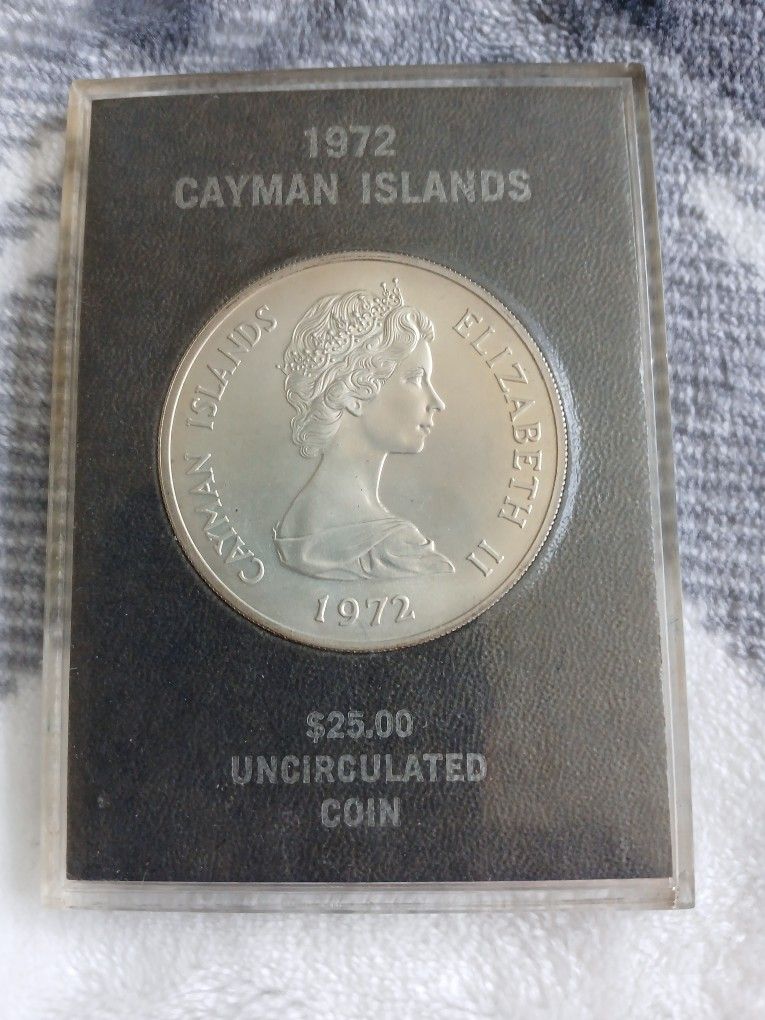 1972
CAYMAN ISLANDS
CAYMAN ISLANDS
ELIZABETH II
1972
$25.00
UNCIRCULATED
COIN